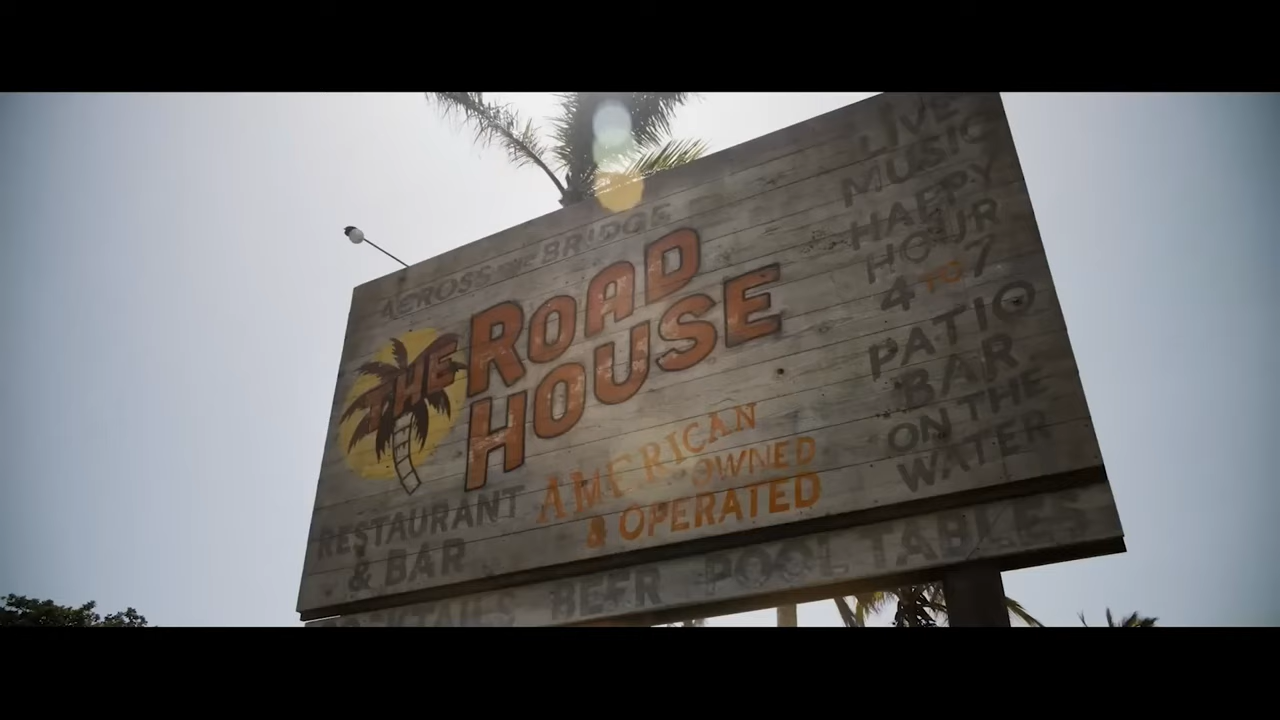 ACROSS THE BRIDGE
THE ROAD
HOUSE
AMERICAN
OWNED
& OPERATED
RESTAURANT
& BAR
LIVE
MUSIC
HAPPY
HOUR
4 TO 7
PATIO
BAR
ON THE
WATER
COCKTAILS BEER POOL TABLES